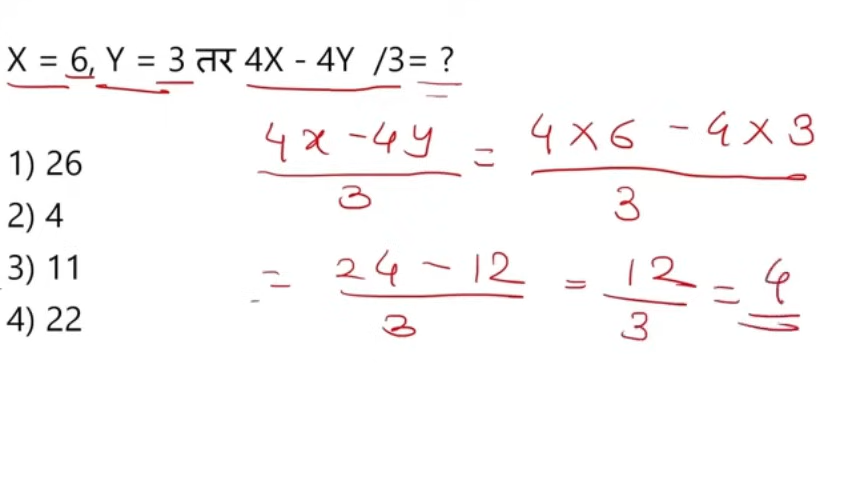 X = 6, Y = 3 तर 4X - 4Y /3= ?
1) 26
2) 4
3) 11
4) 22
4x - 4y / 3 = 4 × 6 - 4 × 3 / 3
= 24 - 12 / 3 = 12 / 3 = 4